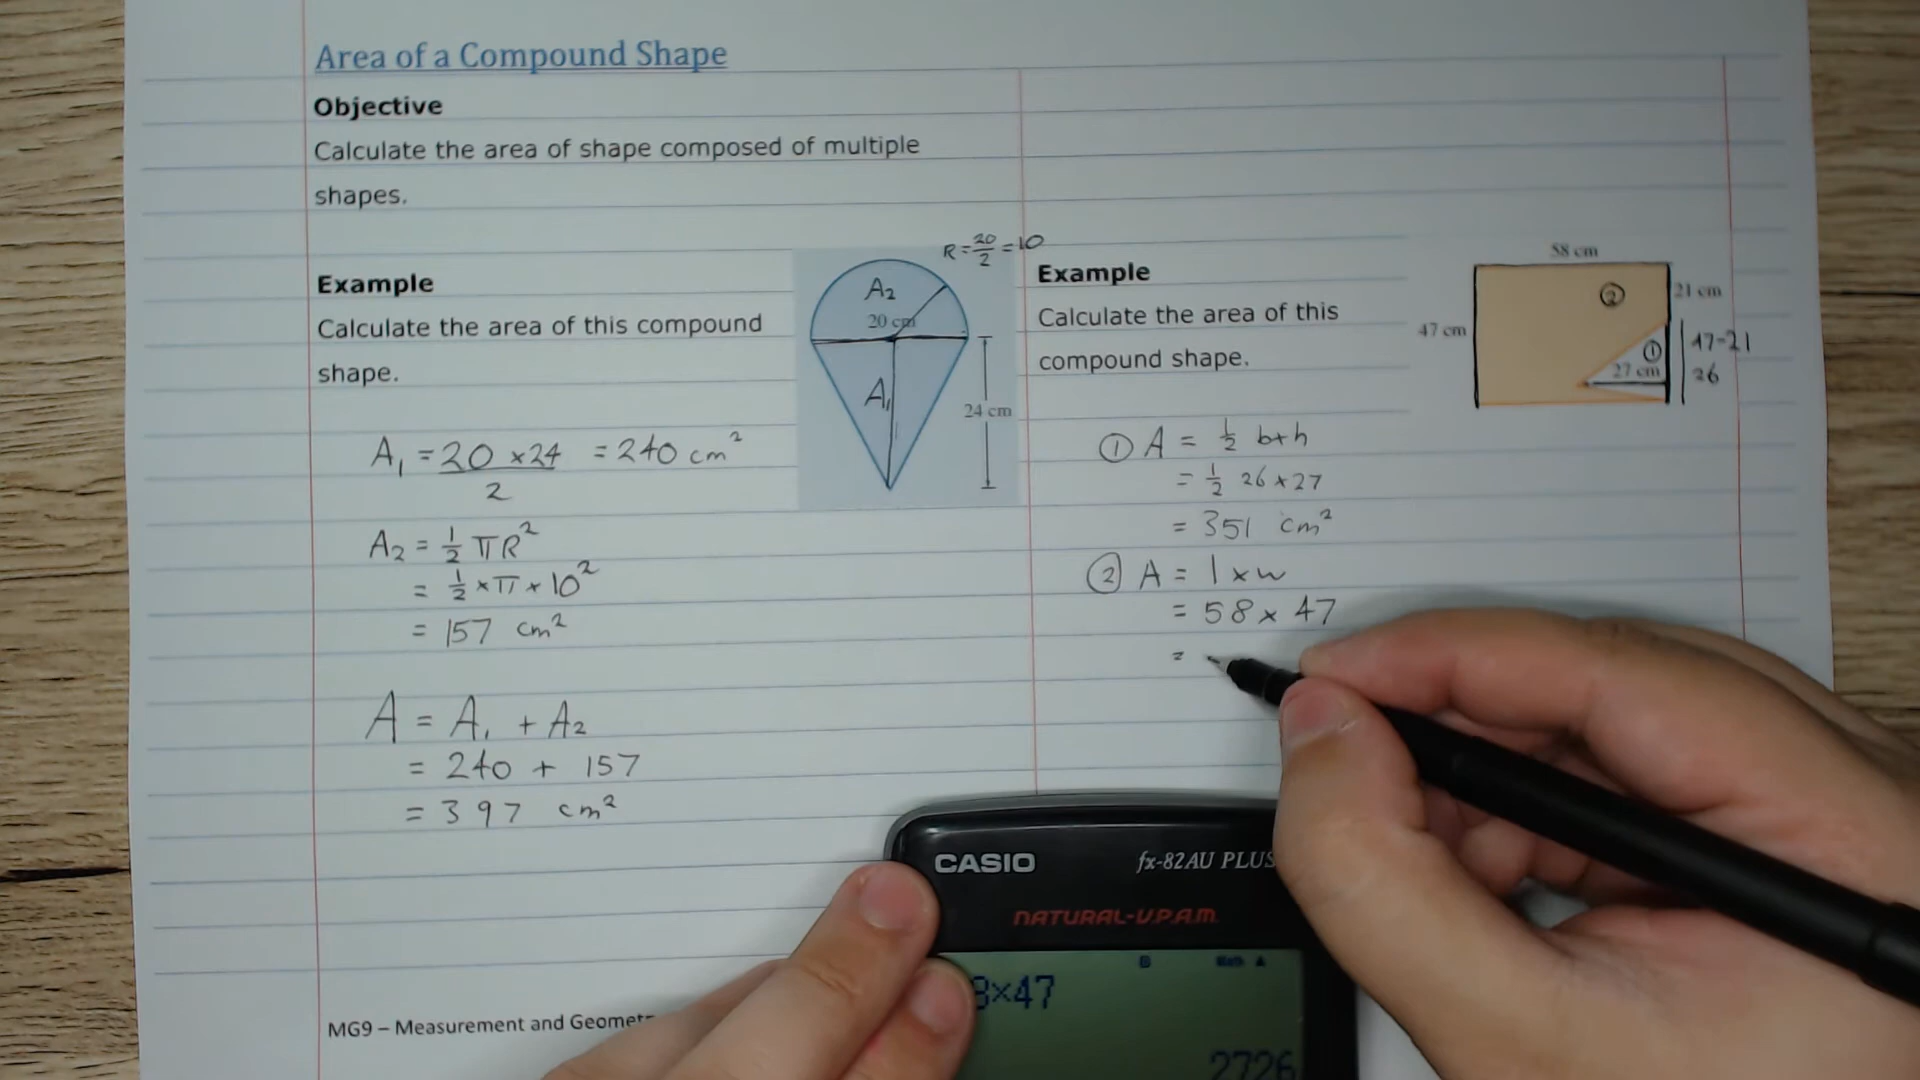 Area of a Compound Shape
Objective
Calculate the area of shape composed of multiple
shapes.
Example
Calculate the area of this compound
shape.
R = 20/2 = 10
A₂
20 cm
A₁
24 cm
A₁ = 20 × 24 / 2 = 240 cm²
A₂ = ½ πR²
= ½ × π × 10²
= 157 cm²
A = A₁ + A₂
= 240 + 157
= 397 cm²
MG9 – Measurement and
Example
Calculate the area of this
compound shape.
58 cm
②
21 cm
47 cm
①
27 cm
47-21
26
① A = ½ b×h
= ½ 26×27
= 351 cm²
② A = l×w
= 58 × 47
=
CASIO
fx-82AU PLUS
NATURAL-V.P.A.M.
Math ▲
8×47
2726